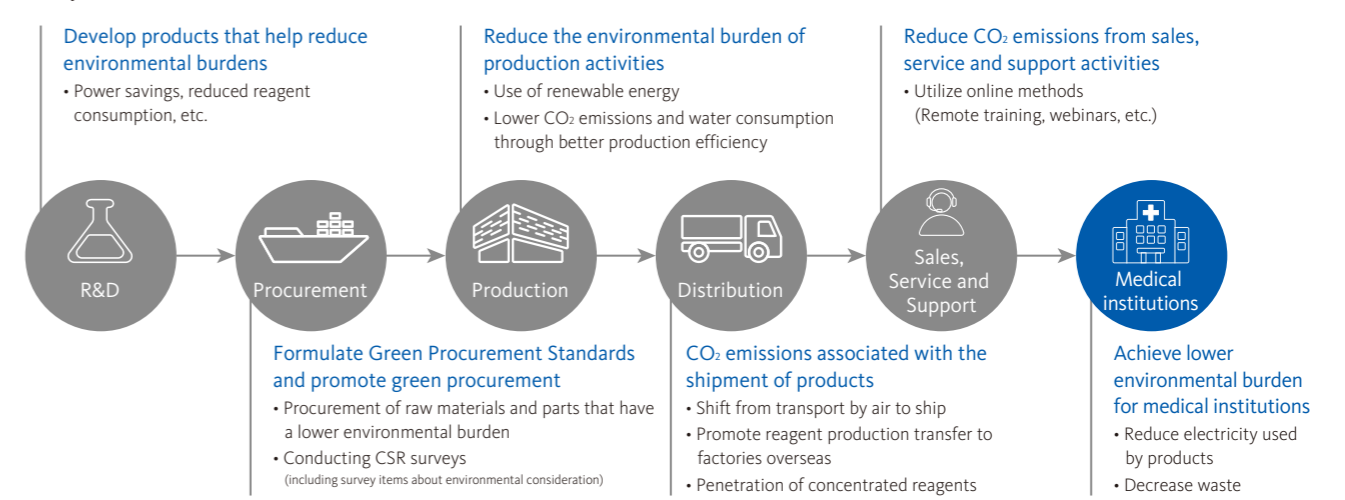 Develop products that help reduce
environmental burdens
• Power savings, reduced reagent
consumption, etc.
Reduce the environmental burden of
production activities
• Use of renewable energy
• Lower CO₂ emissions and water consumption
through better production efficiency
Reduce CO₂ emissions from sales,
service and support activities
• Utilize online methods
(Remote training, webinars, etc.)
R&D
Procurement
Production
Distribution
Sales,
Service and
Support
Medical
institutions
Formulate Green Procurement Standards
and promote green procurement
• Procurement of raw materials and parts that have
a lower environmental burden
• Conducting CSR surveys
(including survey items about environmental consideration)
CO₂ emissions associated with the
shipment of products
• Shift from transport by air to ship
• Promote reagent production transfer to
factories overseas
• Penetration of concentrated reagents
Achieve lower
environmental burden
for medical institutions
• Reduce electricity used
by products
• Decrease waste